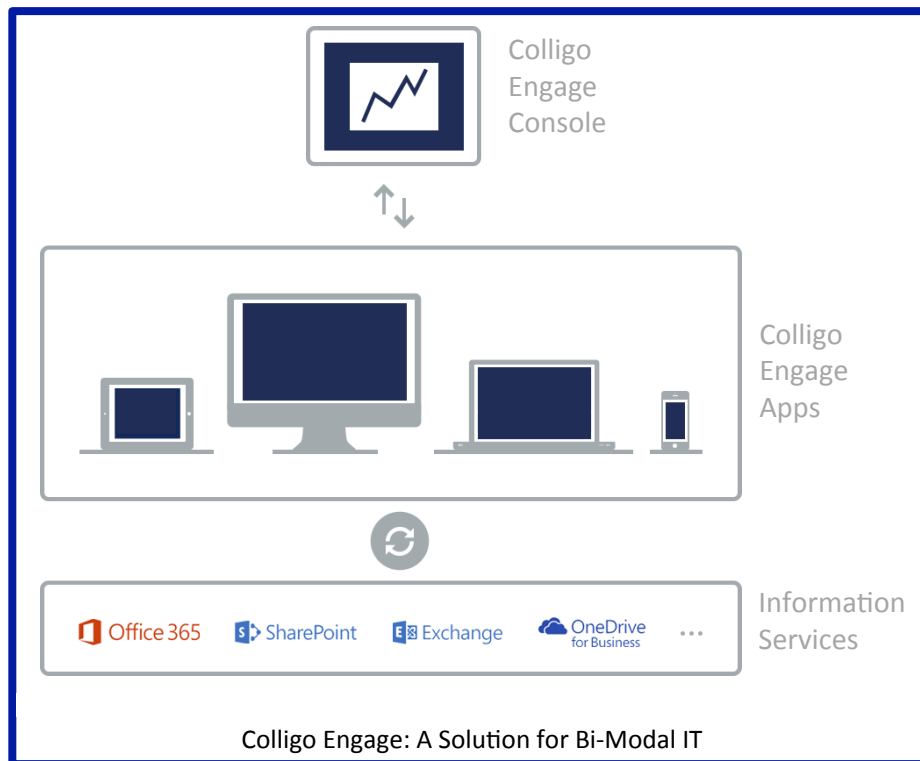 Colligo
Engage
Console
Colligo
Engage
Apps
Office 365
S SharePoint
E Exchange
OneDrive
for Business
...
Information
Services
Colligo Engage: A Solution for Bi-Modal IT